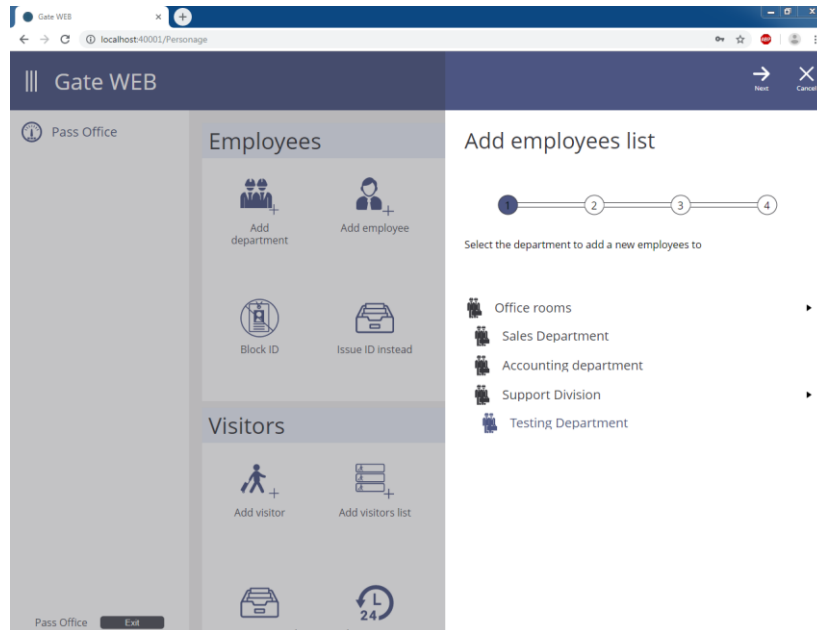 Gate WEB
localhost:40001/Personage
Gate WEB
Next
Cancel
Pass Office
Employees
Add department
Add employee
Block ID
Issue ID instead
Visitors
Add visitor
Add visitors list
24
Pass Office
Exit
Add employees list
1
2
3
4
Select the department to add a new employees to
Office rooms
Sales Department
Accounting department
Support Division
Testing Department